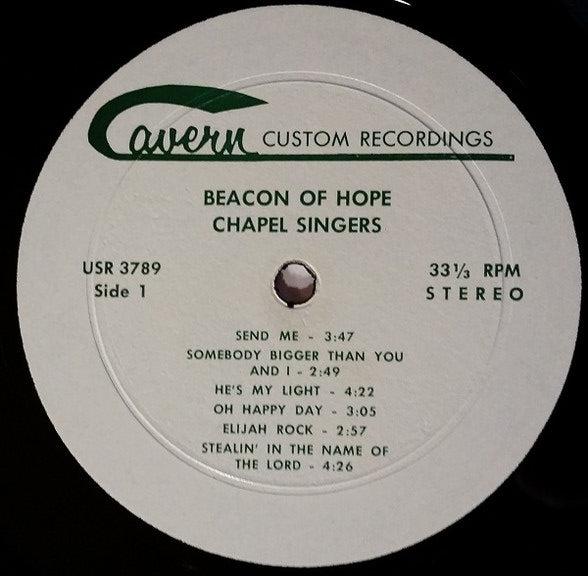 Cavern CUSTOM RECORDINGS
BEACON OF HOPE
CHAPEL SINGERS
USR 3789
Side 1
33⅓ RPM
STEREO
SEND ME - 3:47
SOMEBODY BIGGER THAN YOU
AND I - 2:49
HE'S MY LIGHT - 4:22
OH HAPPY DAY - 3:05
ELIJAH ROCK - 2:57
STEALIN' IN THE NAME OF
THE LORD - 4:26